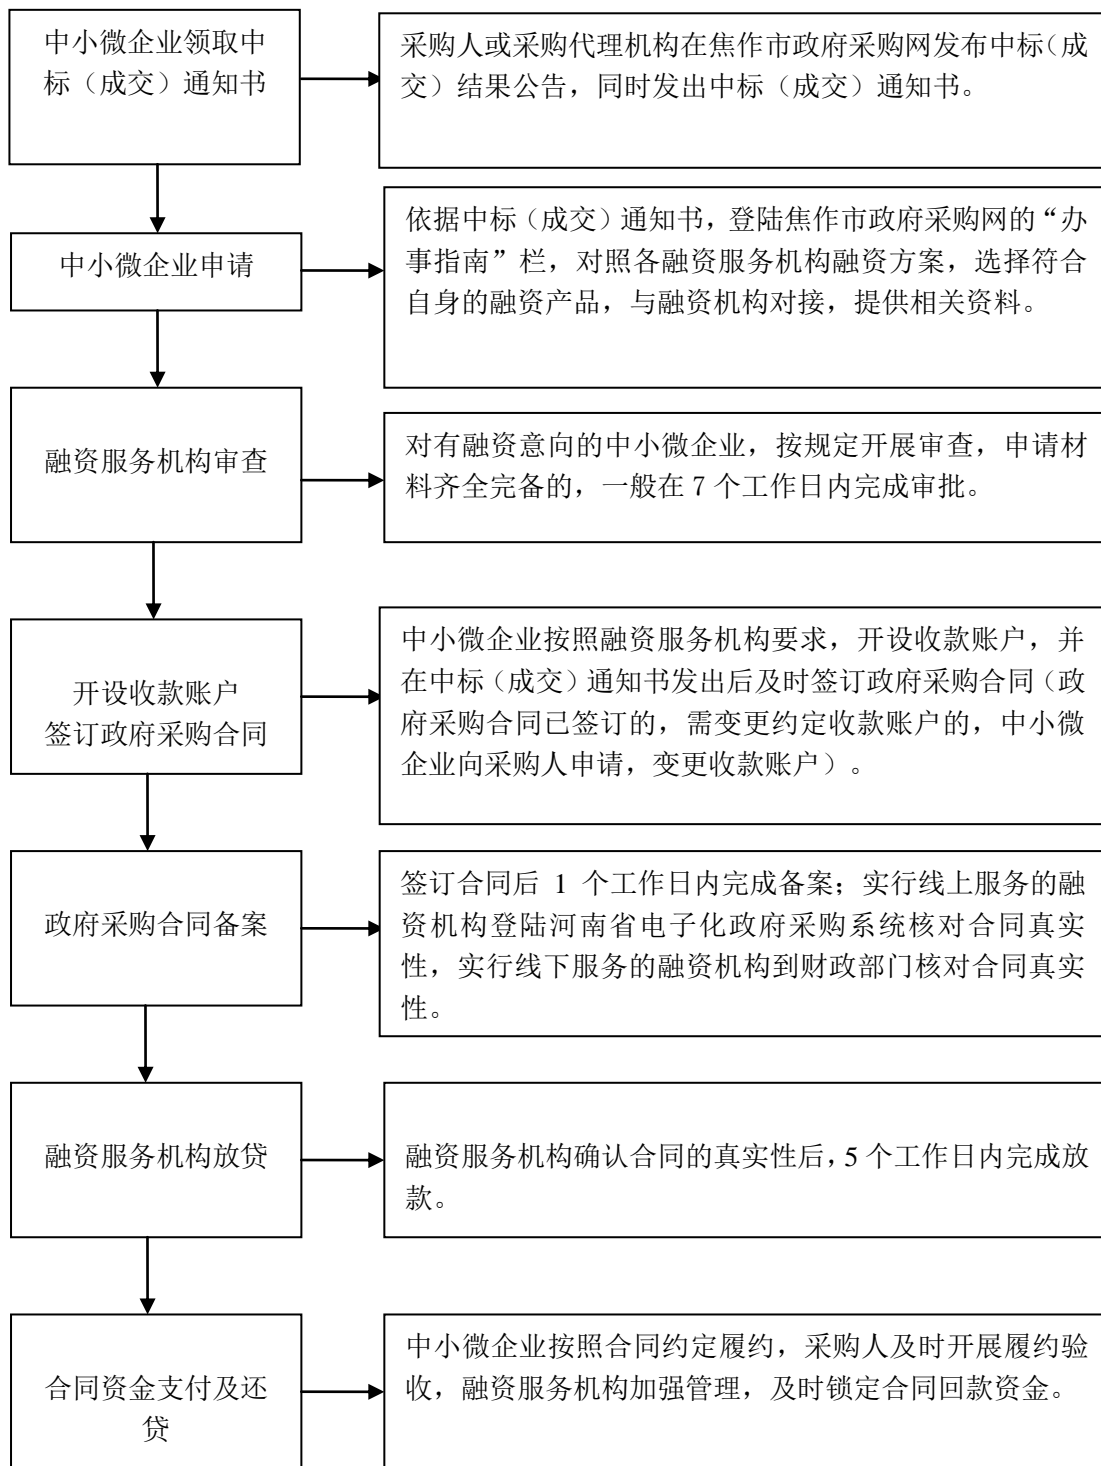 中小微企业领取中
标（成交）通知书
采购人或采购代理机构在焦作市政府采购网发布中标（成
交）结果公告，同时发出中标（成交）通知书。
中小微企业申请
依据中标（成交）通知书，登陆焦作市政府采购网的“办
事指南”栏，对照各融资服务机构融资方案，选择符合
自身的融资产品，与融资机构对接，提供相关资料。
融资服务机构审查
对有融资意向的中小微企业，按规定开展审查，申请材
料齐全完备的，一般在 7 个工作日内完成审批。
开设收款账户
签订政府采购合同
中小微企业按照融资服务机构要求，开设收款账户，并
在中标（成交）通知书发出后及时签订政府采购合同（政
府采购合同已签订的，需变更约定收款账户的，中小微
企业向采购人申请，变更收款账户）。
政府采购合同备案
签订合同后 1 个工作日内完成备案；实行线上服务的融
资机构登陆河南省电子化政府采购系统核对合同真实
性，实行线下服务的融资机构到财政部门核对合同真实
性。
融资服务机构放贷
融资服务机构确认合同的真实性后，5 个工作日内完成放
款。
合同资金支付及还
贷
中小微企业按照合同约定履约，采购人及时开展履约验
收，融资服务机构加强管理，及时锁定合同回款资金。